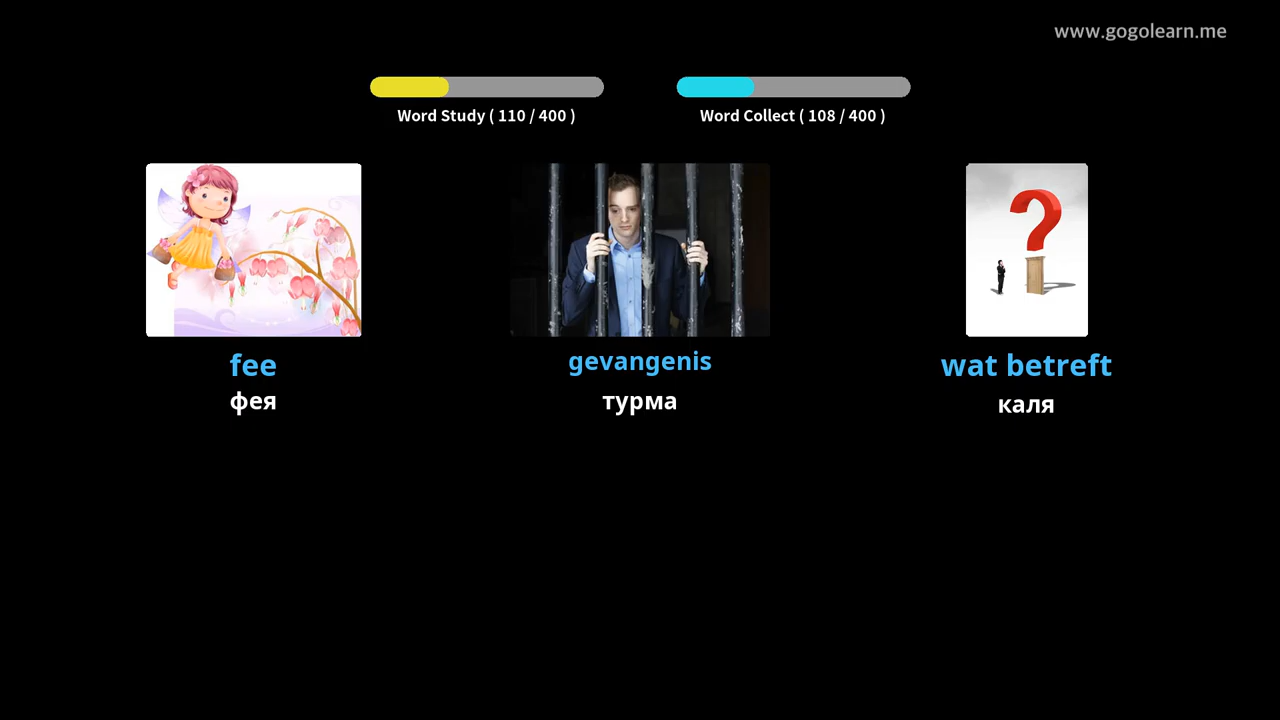 www.gogolearn.me
Word Study ( 110 / 400 )
Word Collect ( 108 / 400 )
fee
фея
gevangenis
турма
wat betreft
каля